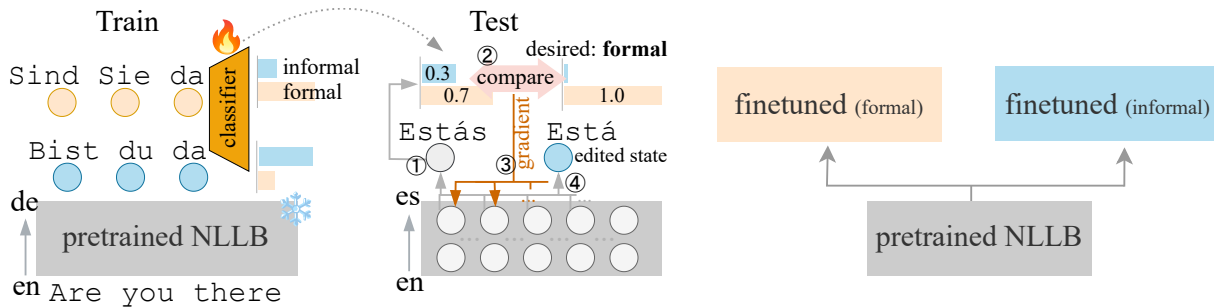 Train
Sind Sie da
classifier
informal
formal
Bist du da
de
pretrained NLLB
en
Are you there
Test
desired: formal
②
0.3
compare
0.7
1.0
gradient
Estás
Está
①
③
edited state
④
es
...
...
en
finetuned (formal)
finetuned (informal)
pretrained NLLB